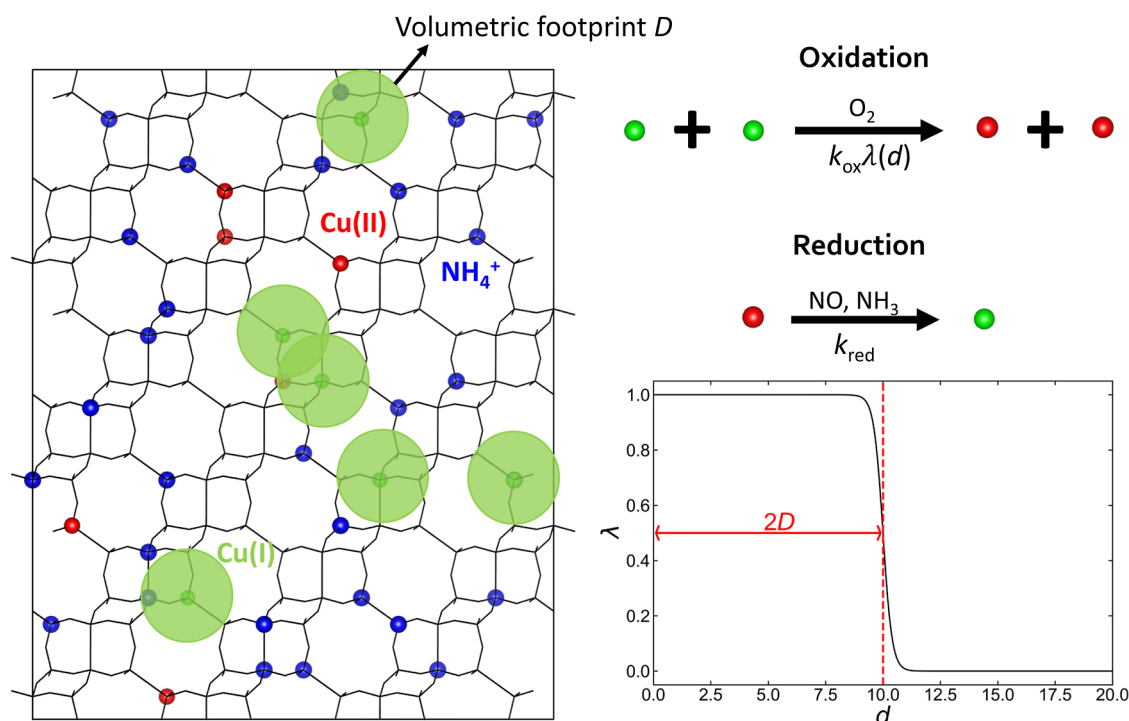 Volumetric footprint D
Cu(II)
NH₄⁺
Cu(I)
Oxidation
+ O₂ +
k_oxλ(d)
Reduction
NO, NH₃
k_red
1.0
0.8
0.6
0.4
0.2
0.0
λ
2D
0.0 2.5 5.0 7.5 10.0 12.5 15.0 17.5 20.0
d